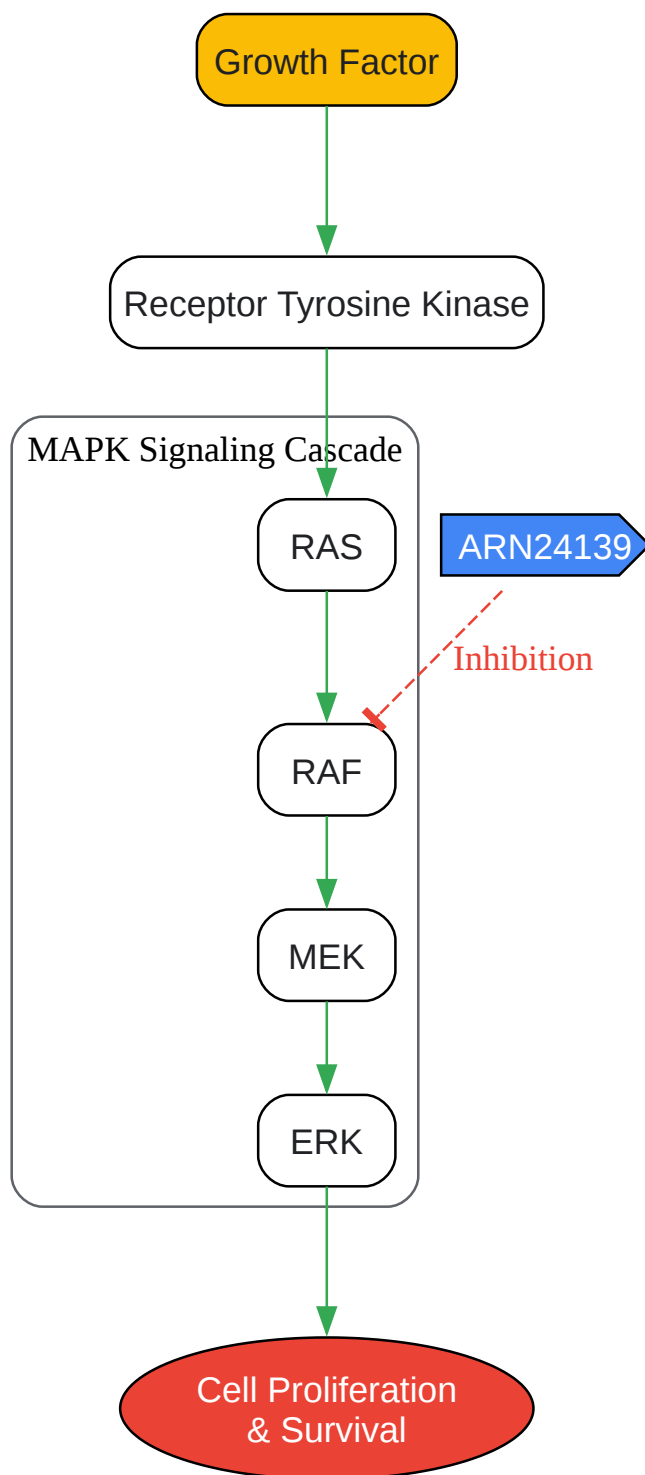 Growth Factor
Receptor Tyrosine Kinase
MAPK Signaling Cascade
RAS
ARN24139
Inhibition
RAF
MEK
ERK
Cell Proliferation
& Survival